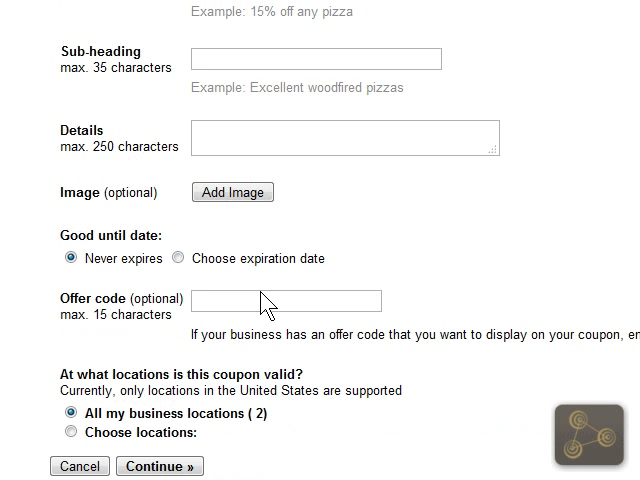 Example: 15% off any pizza
Sub-heading
max. 35 characters
Example: Excellent woodfired pizzas
Details
max. 250 characters
Image (optional)
Add Image
Good until date:
Never expires
Choose expiration date
Offer code (optional)
max. 15 characters
If your business has an offer code that you want to display on your coupon, en
At what locations is this coupon valid?
Currently, only locations in the United States are supported
All my business locations ( 2)
Choose locations:
Cancel
Continue »